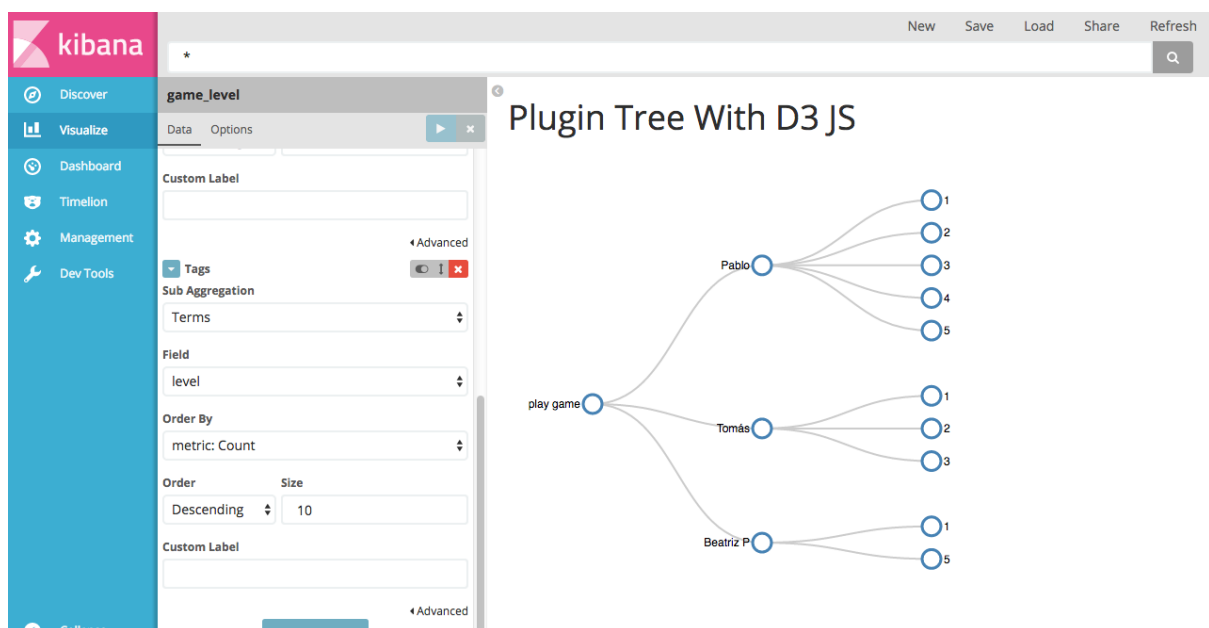 kibana
New Save Load Share Refresh
*
Discover
Visualize
Dashboard
Timelion
Management
Dev Tools
game_level
Data Options
Custom Label
Advanced
Tags
Sub Aggregation
Terms
Field
level
Order By
metric: Count
Order Size
Descending 10
Custom Label
Advanced
Plugin Tree With D3 JS
play game
Pablo
1
2
3
4
5
Tomás
1
2
3
Beatriz P
1
5